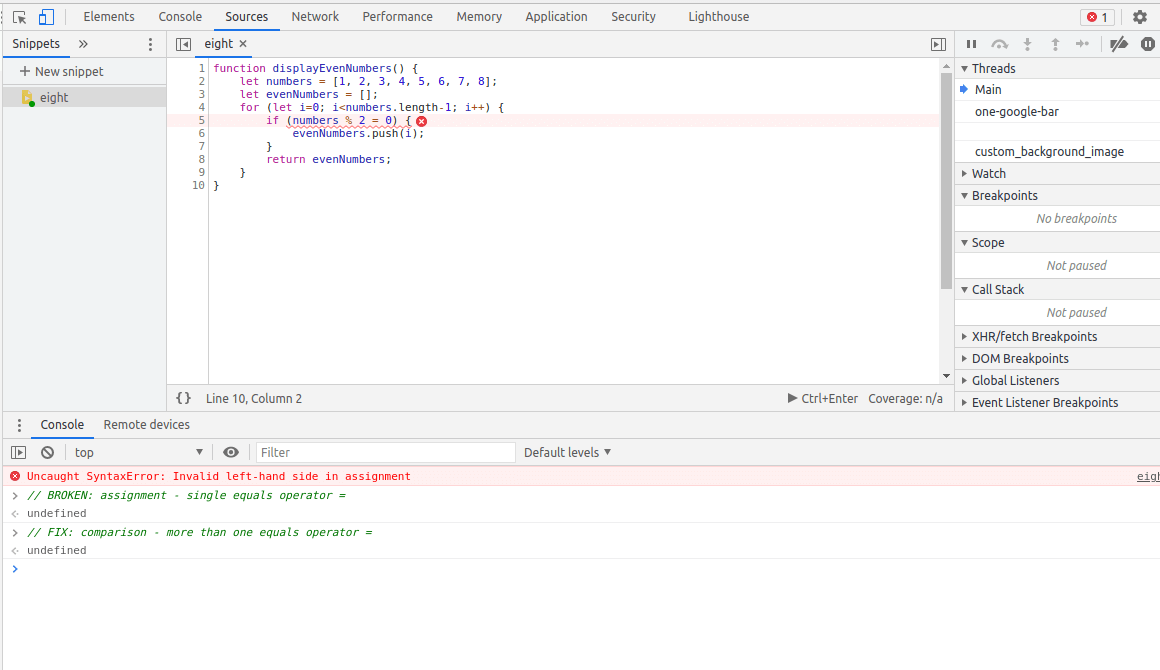 Elements Console Sources Network Performance Memory Application Security Lighthouse 1
Snippets
New snippet
eight
eight
1 function displayEvenNumbers() {
2 let numbers = [1, 2, 3, 4, 5, 6, 7, 8];
3 let evenNumbers = [];
4 for (let i=0; i<numbers.length-1; i++) {
5 if (numbers % 2 = 0) {
6 evenNumbers.push(i);
7 }
8 return evenNumbers;
9 }
10 }
{} Line 10, Column 2 Ctrl+Enter Coverage: n/a
Threads
Main
one-google-bar
custom_background_image
Watch
Breakpoints
No breakpoints
Scope
Not paused
Call Stack
Not paused
XHR/fetch Breakpoints
DOM Breakpoints
Global Listeners
Event Listener Breakpoints
Console Remote devices
top Filter Default levels
Uncaught SyntaxError: Invalid left-hand side in assignment eigh
// BROKEN: assignment - single equals operator =
undefined
// FIX: comparison - more than one equals operator =
undefined